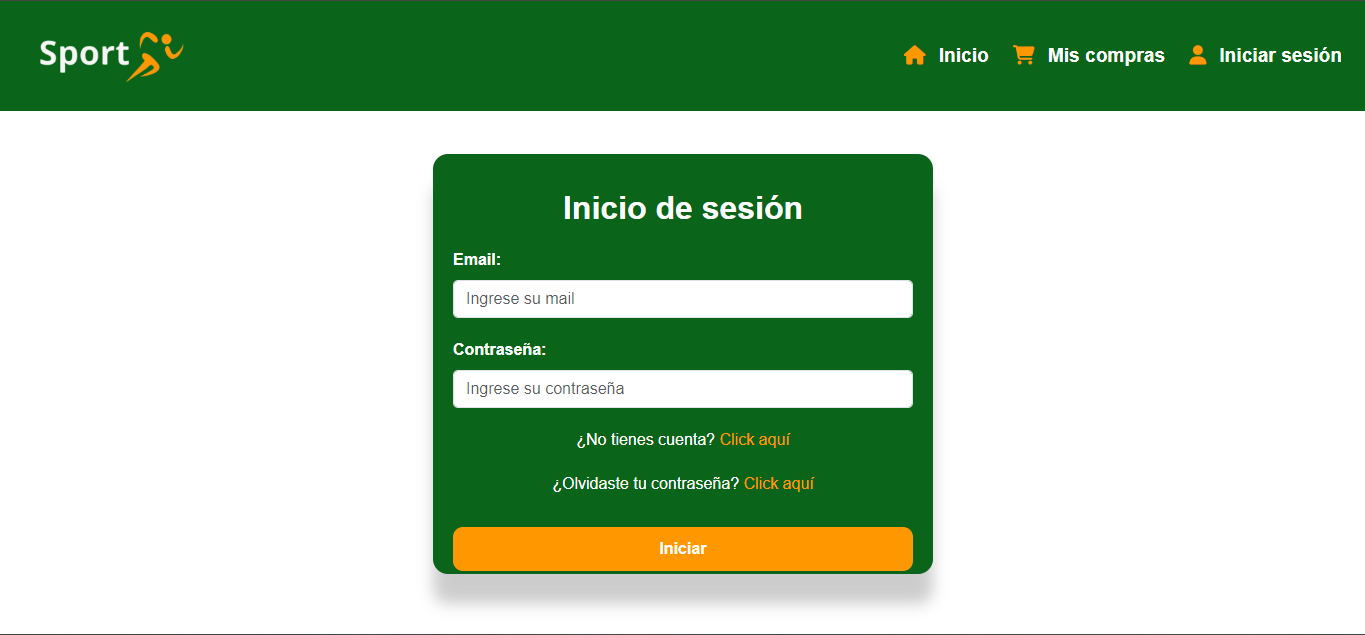 Sport
Inicio
Mis compras
Iniciar sesión
Inicio de sesión
Email:
Ingrese su mail
Contraseña:
Ingrese su contraseña
¿No tienes cuenta? Click aquí
¿Olvidaste tu contraseña? Click aquí
Iniciar